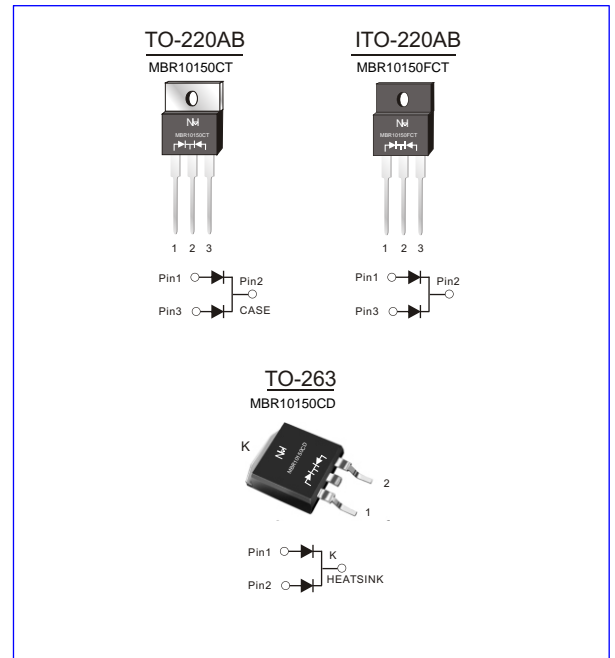 TO-220AB
MBR10150CT
MBR10150CT
1 2 3
Pin1
Pin2
Pin3
CASE
ITO-220AB
MBR10150FCT
MBR10150FCT
1 2 3
Pin1
Pin2
Pin3
TO-263
MBR10150CD
K
MBR10150CD
2
1
Pin1
K
HEATSINK
Pin2